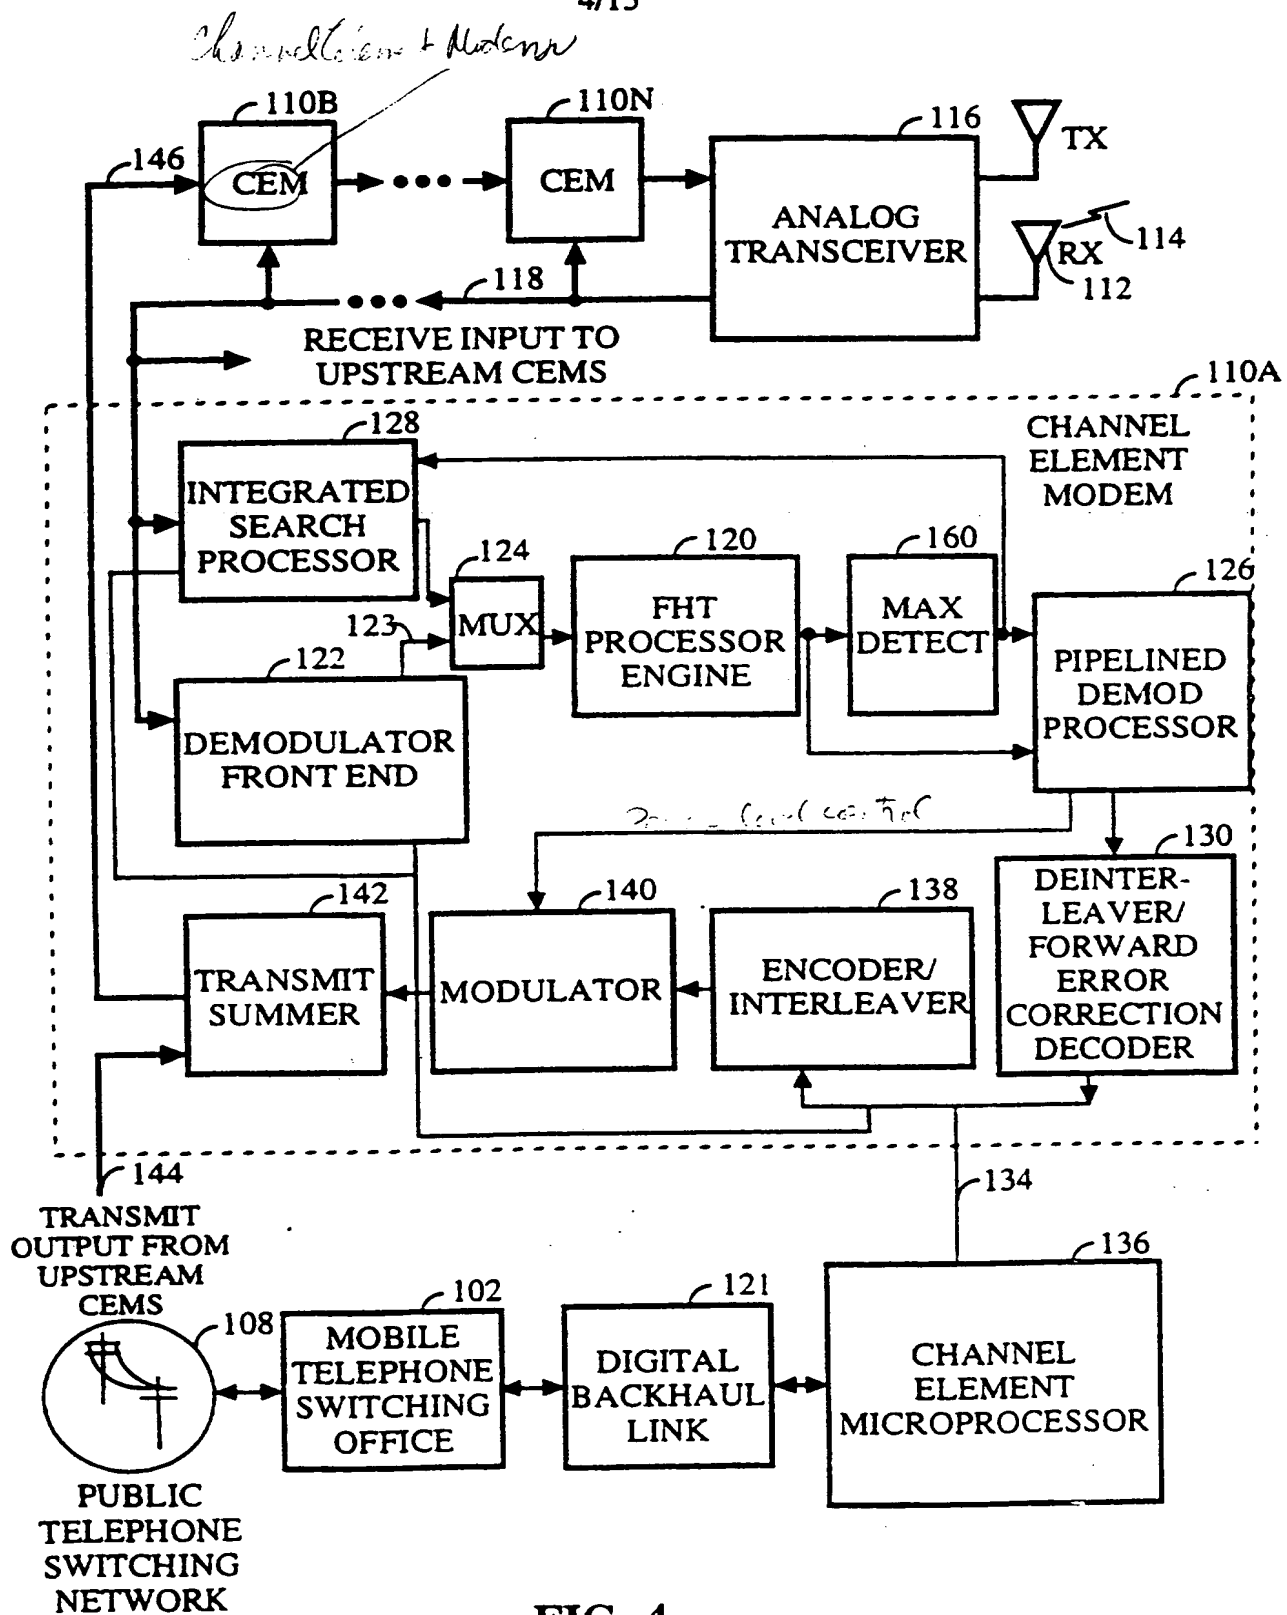 4/15
110B
110N
116
TX
146
CEM
CEM
ANALOG
TRANSCEIVER
114
RX
112
118
RECEIVE INPUT TO
UPSTREAM CEMS
110A
128
CHANNEL
ELEMENT
MODEM
INTEGRATED
SEARCH
PROCESSOR
124
120
160
126
MUX
FHT
PROCESSOR
ENGINE
MAX
DETECT
123
122
PIPELINED
DEMOD
PROCESSOR
DEMODULATOR
FRONT END
level control
130
142
140
138
DEINTER-
LEAVER/
FORWARD
ERROR
CORRECTION
DECODER
TRANSMIT
SUMMER
MODULATOR
ENCODER/
INTERLEAVER
144
134
TRANSMIT
OUTPUT FROM
UPSTREAM
CEMS
136
108
102
121
MOBILE
TELEPHONE
SWITCHING
OFFICE
DIGITAL
BACKHAUL
LINK
CHANNEL
ELEMENT
MICROPROCESSOR
PUBLIC
TELEPHONE
SWITCHING
NETWORK
FIG. 4